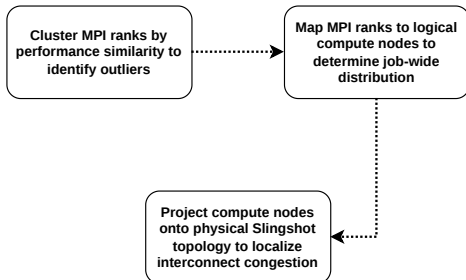 Cluster MPI ranks by
performance similarity to
identify outliers
Map MPI ranks to logical
compute nodes to
determine job-wide
distribution
Project compute nodes
onto physical Slingshot
topology to localize
interconnect congestion